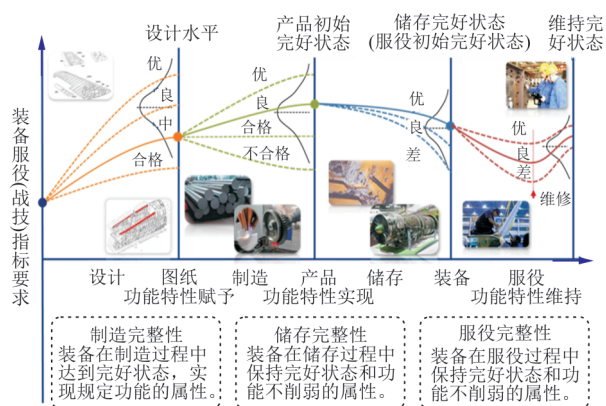 设计水平
产品初始
完好状态
储存完好状态
(服役初始完好状态)
维持完
好状态
装备服役(战技)指标要求
优
良
中
合格
优
良
合格
不合格
优
良
差
优
良
差
维修
设计
图纸
制造
产品
储存
装备
服役
功能特性赋予
功能特性实现
功能特性维持
制造完整性
装备在制造过程中
达到完好状态，实
现规定功能的属性。
储存完整性
装备在储存过程中
保持完好状态和功
能不削弱的属性。
服役完整性
装备在服役过程中
保持完好状态和功
能不削弱的属性。